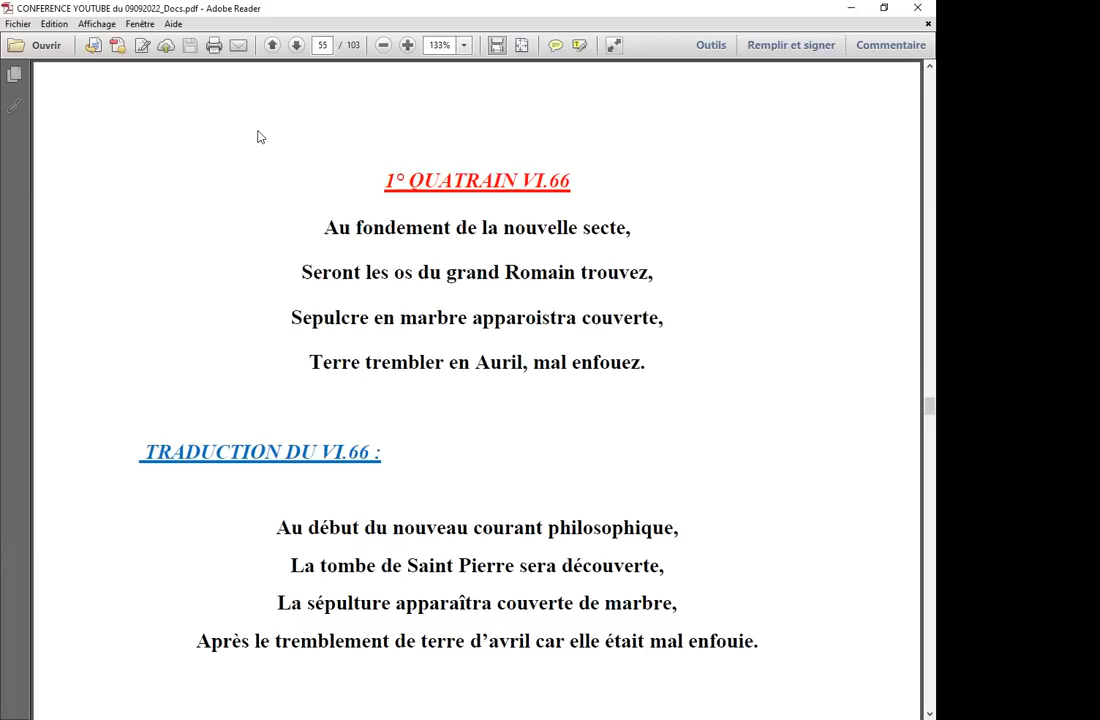 CONFERENCE YOUTUBE du 09092022_Docs.pdf - Adobe Reader
Fichier Edition Affichage Fenêtre Aide
Ouvrir 55 / 103 133% Outils Remplir et signer Commentaire
1° QUATRAIN VI.66
Au fondement de la nouvelle secte,
Seront les os du grand Romain trouvez,
Sepulcre en marbre apparoistra couverte,
Terre trembler en Auril, mal enfouez.
TRADUCTION DU VI.66 :
Au début du nouveau courant philosophique,
La tombe de Saint Pierre sera découverte,
La sépulture apparaîtra couverte de marbre,
Après le tremblement de terre d’avril car elle était mal enfouie.